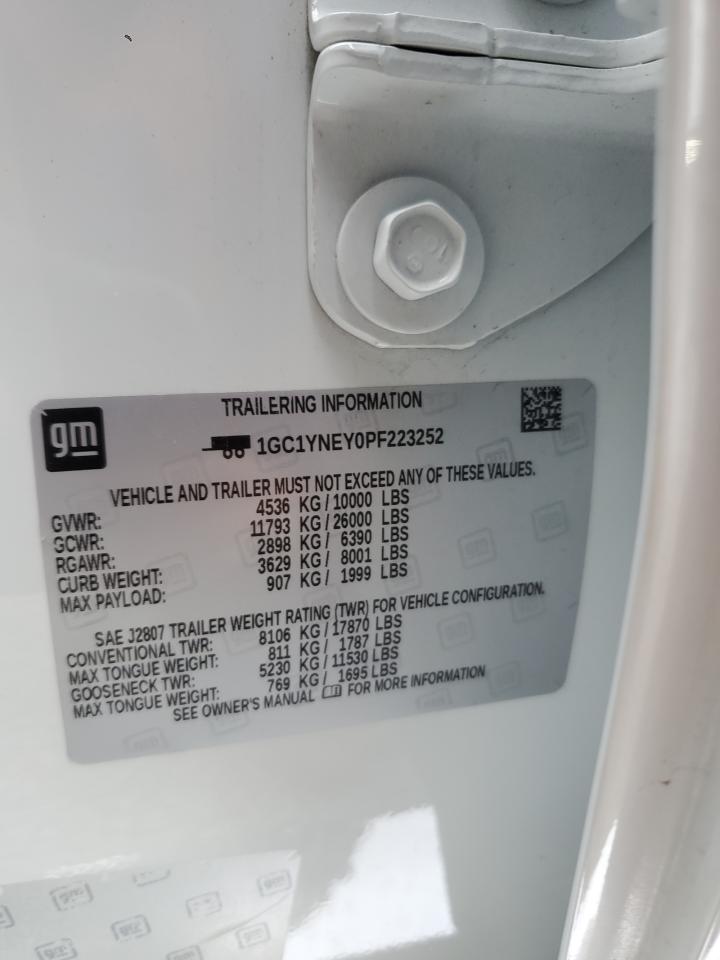 gm
TRAILERING INFORMATION
1GC1YNEY0PF223252
VEHICLE AND TRAILER MUST NOT EXCEED ANY OF THESE VALUES.
GVWR: 4536 KG / 10000 LBS
GCWR: 11793 KG / 26000 LBS
RGAWR: 2898 KG / 6390 LBS
CURB WEIGHT: 3629 KG / 8001 LBS
MAX PAYLOAD: 907 KG / 1999 LBS
SAE J2807 TRAILER WEIGHT RATING (TWR) FOR VEHICLE CONFIGURATION.
CONVENTIONAL TWR: 8106 KG / 17870 LBS
MAX TONGUE WEIGHT: 811 KG / 1787 LBS
GOOSENECK TWR: 5230 KG / 11530 LBS
MAX TONGUE WEIGHT: 769 KG / 1695 LBS
SEE OWNER'S MANUAL FOR MORE INFORMATION